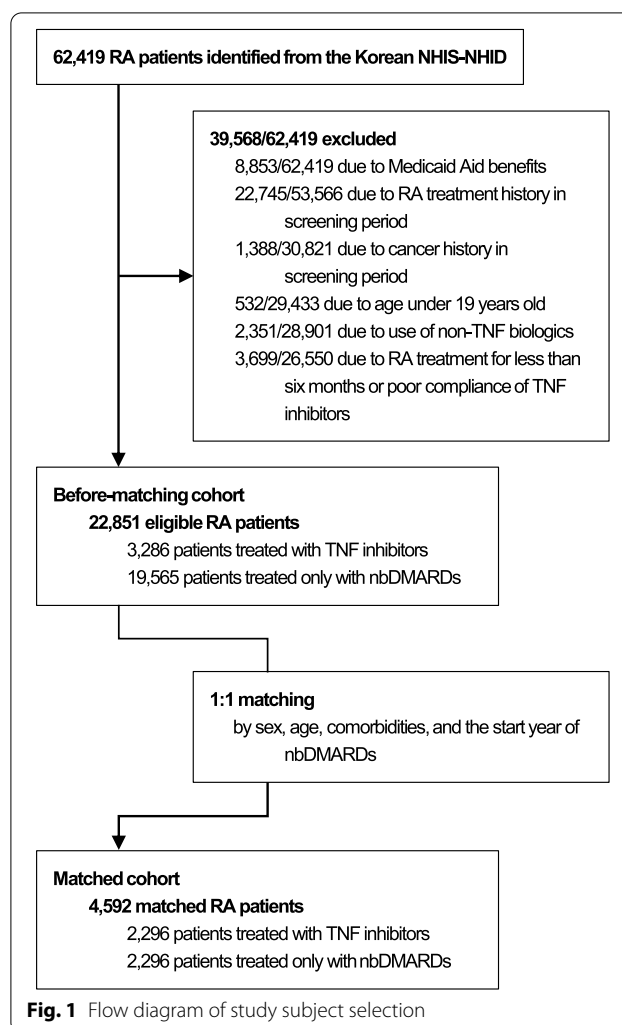 62,419 RA patients identified from the Korean NHIS-NHID
39,568/62,419 excluded
8,853/62,419 due to Medicaid Aid benefits
22,745/53,566 due to RA treatment history in
screening period
1,388/30,821 due to cancer history in
screening period
532/29,433 due to age under 19 years old
2,351/28,901 due to use of non-TNF biologics
3,699/26,550 due to RA treatment for less than
six months or poor compliance of TNF
inhibitors
Before-matching cohort
22,851 eligible RA patients
3,286 patients treated with TNF inhibitors
19,565 patients treated only with nbDMARDs
1:1 matching
by sex, age, comorbidities, and the start year of
nbDMARDs
Matched cohort
4,592 matched RA patients
2,296 patients treated with TNF inhibitors
2,296 patients treated only with nbDMARDs
Fig. 1 Flow diagram of study subject selection